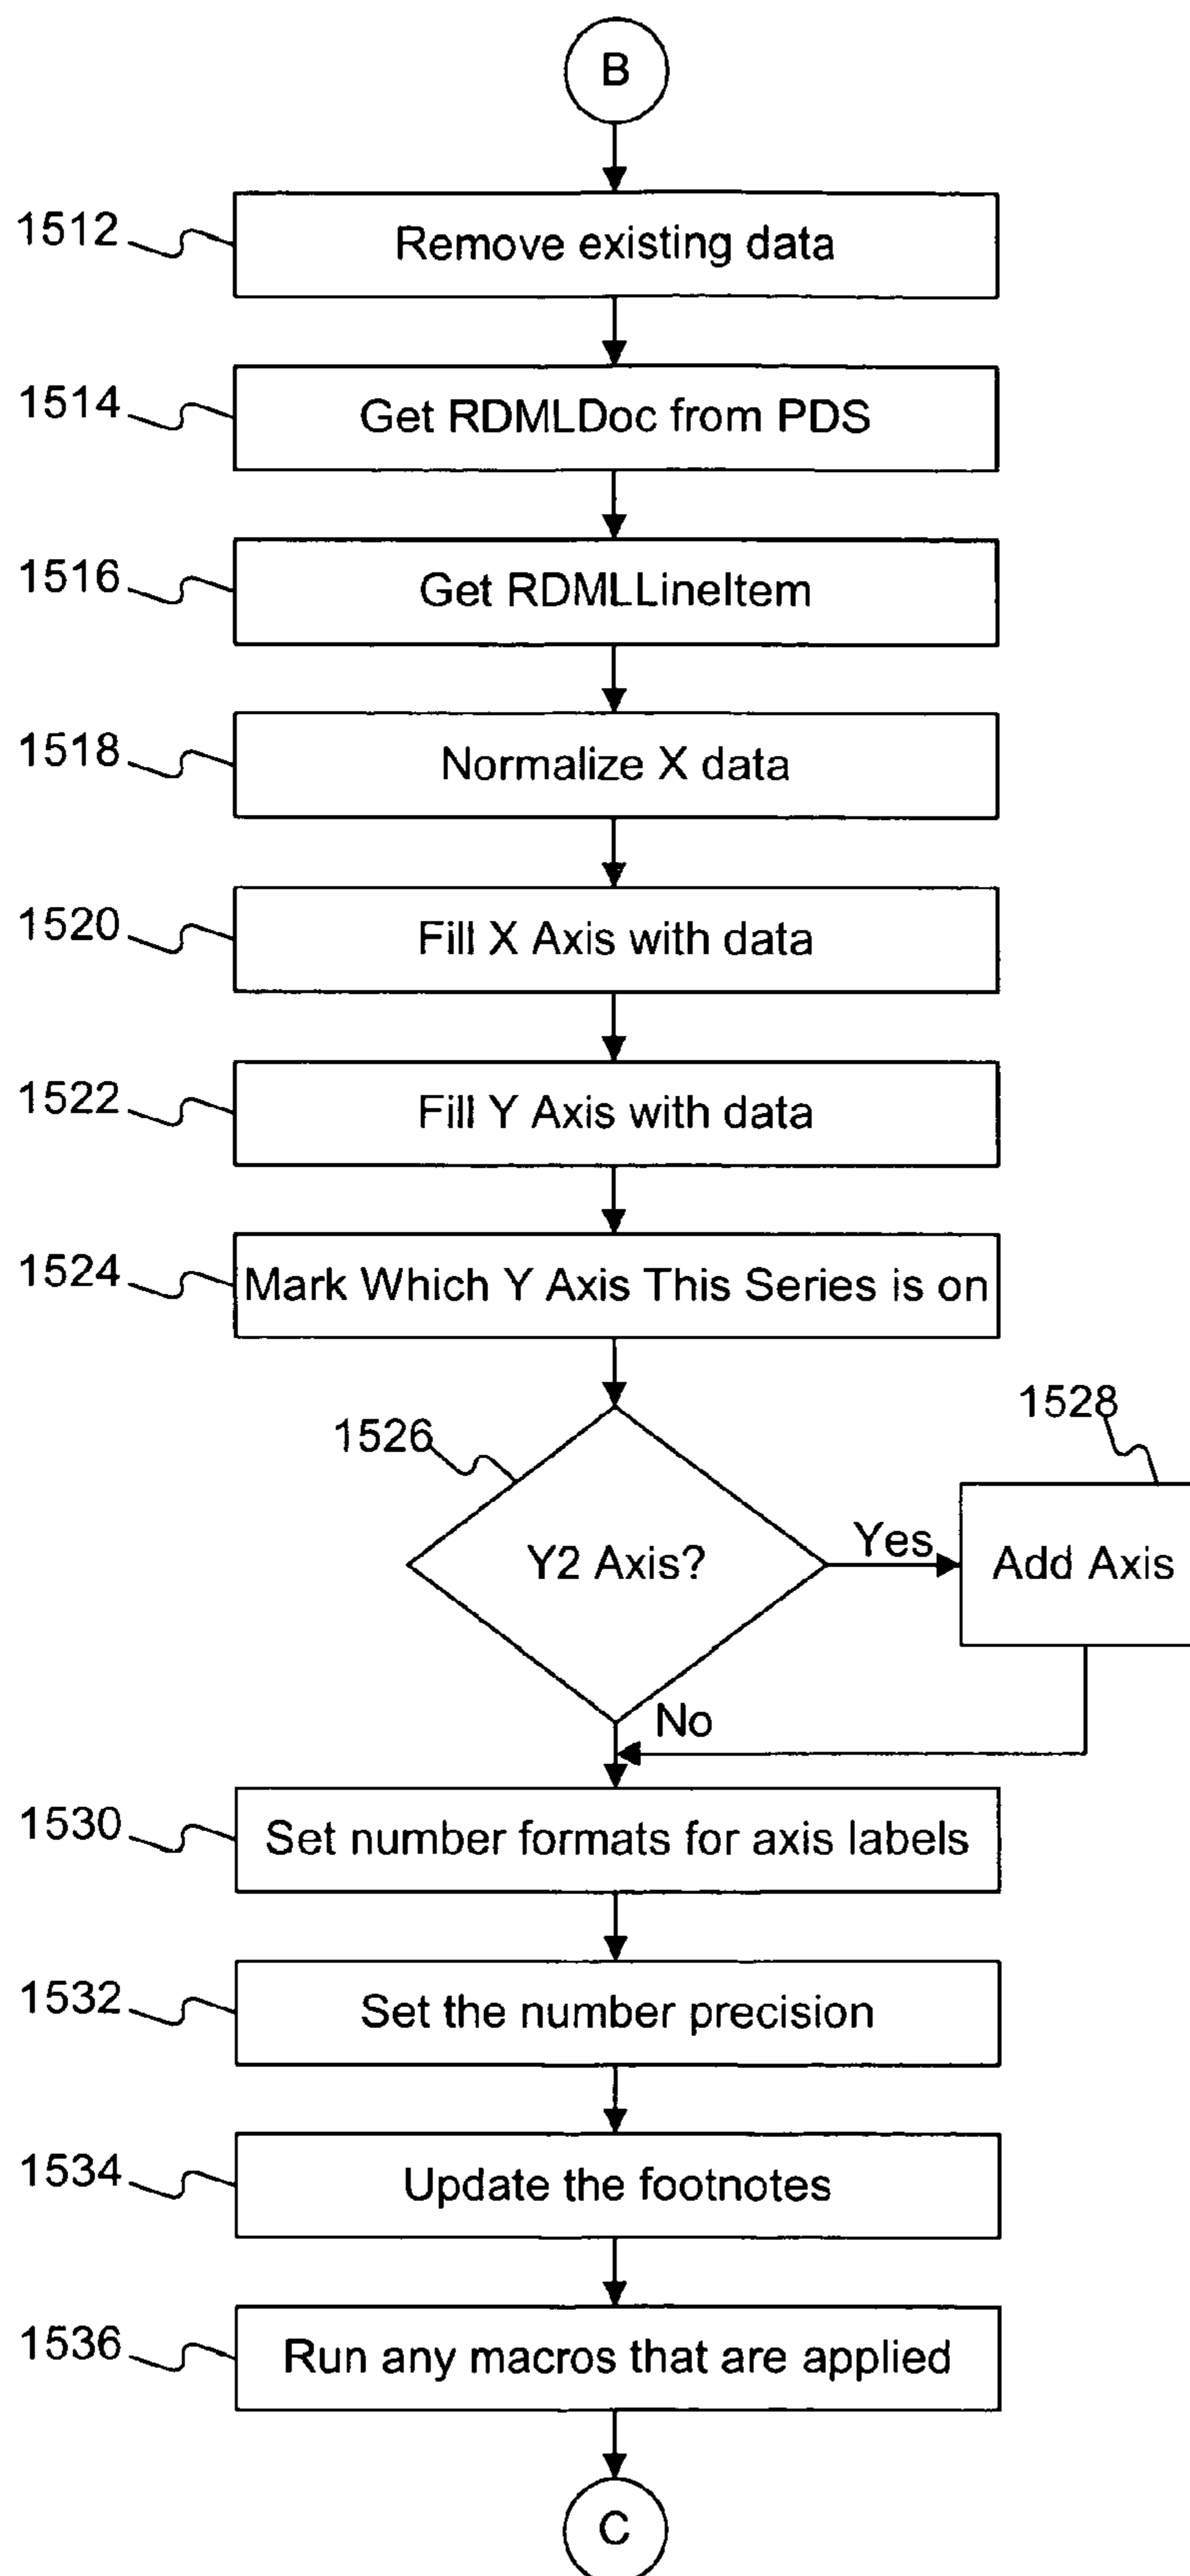 B
1512
Remove existing data
1514
Get RDMLDoc from PDS
1516
Get RDMLLineItem
1518
Normalize X data
1520
Fill X Axis with data
1522
Fill Y Axis with data
1524
Mark Which Y Axis This Series is on
1526
1528
Y2 Axis?
Yes
Add Axis
No
1530
Set number formats for axis labels
1532
Set the number precision
1534
Update the footnotes
1536
Run any macros that are applied
C